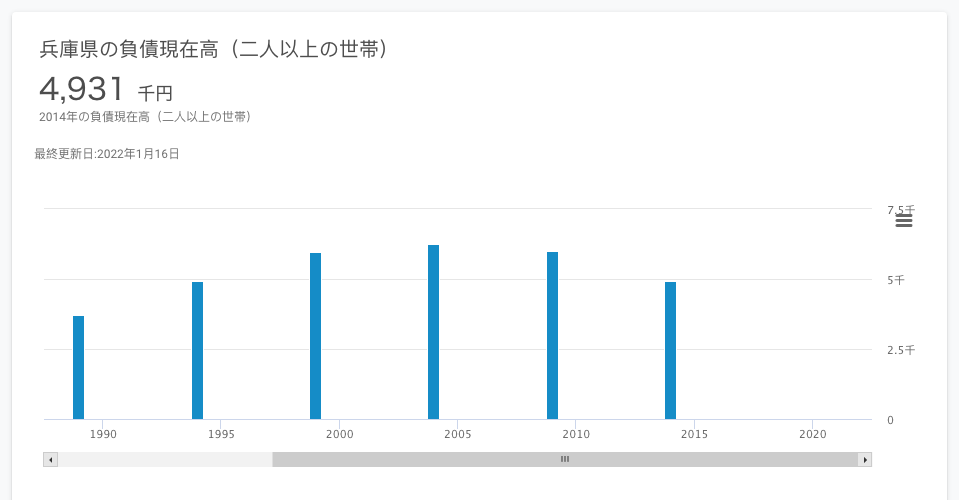 兵庫県の負債現在高（二人以上の世帯）
4,931 千円
2014年の負債現在高（二人以上の世帯）
最終更新日:2022年1月16日
7.5千
5千
2.5千
0
1990 1995 2000 2005 2010 2015 2020